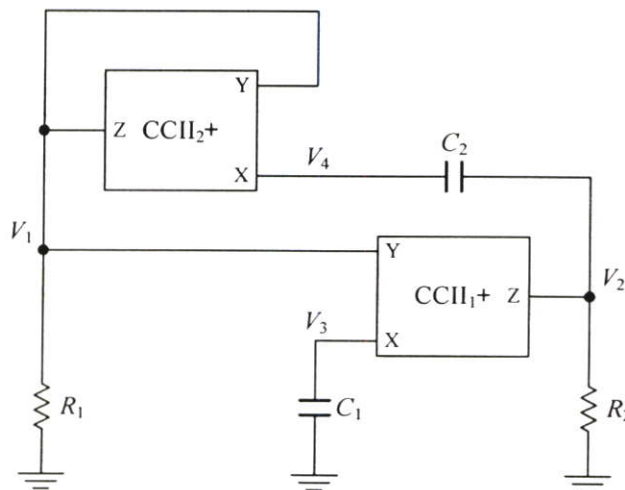 Y
Z CCII₂+
X
V₄
C₂
V₁
Y
CCII₁+ Z
V₂
V₃
X
R₁
C₁